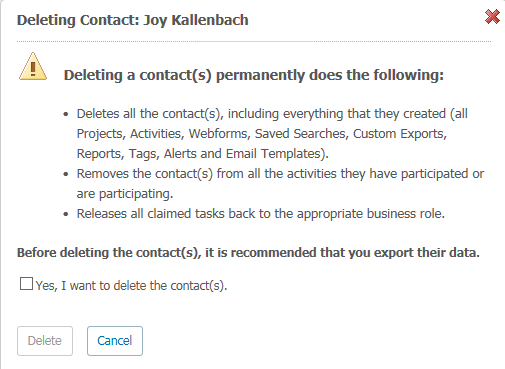 Deleting Contact: Joy Kallenbach
Deleting a contact(s) permanently does the following:
• Deletes all the contact(s), including everything that they created (all
Projects, Activities, Webforms, Saved Searches, Custom Exports,
Reports, Tags, Alerts and Email Templates).
• Removes the contact(s) from all the activities they have participated or
are participating.
• Releases all claimed tasks back to the appropriate business role.
Before deleting the contact(s), it is recommended that you export their data.
Yes, I want to delete the contact(s).
Delete Cancel